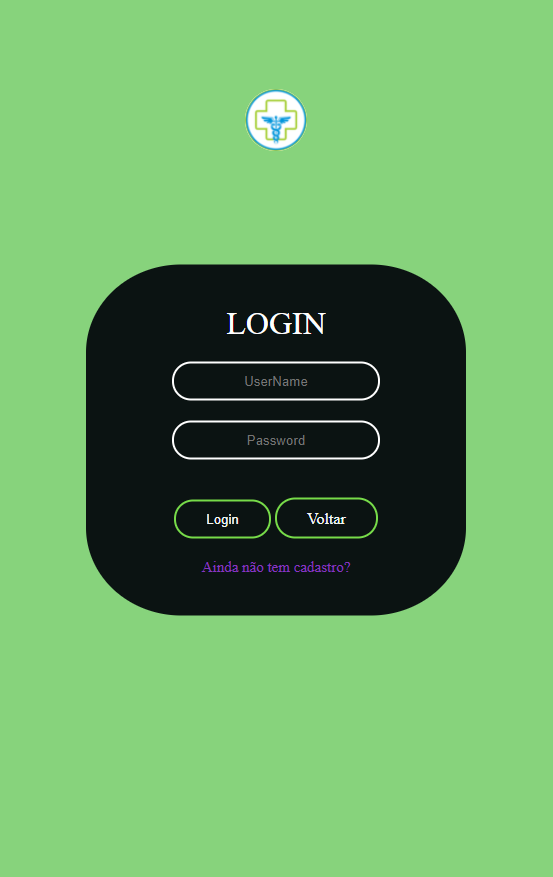 LOGIN
UserName
Password
Login Voltar
Ainda não tem cadastro?